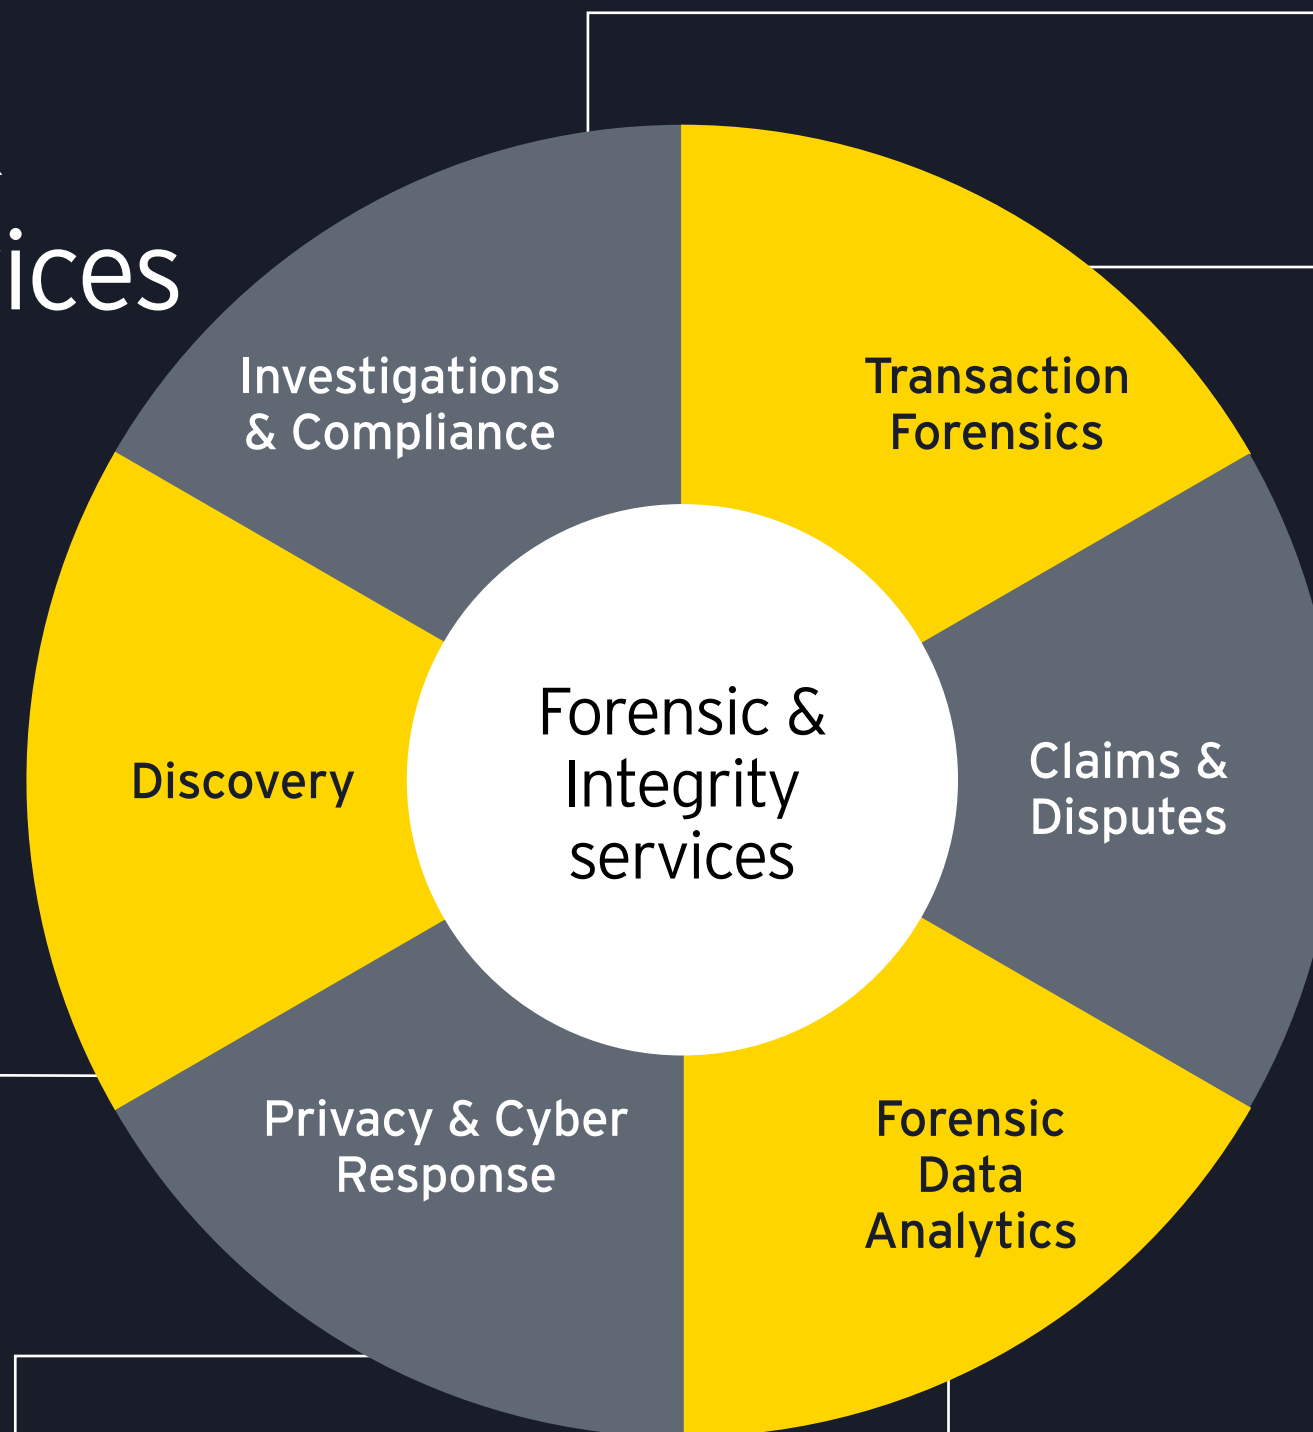 ices
Investigations
& Compliance
Transaction
Forensics
Discovery
Forensic &
Integrity
services
Claims &
Disputes
Privacy & Cyber
Response
Forensic
Data
Analytics